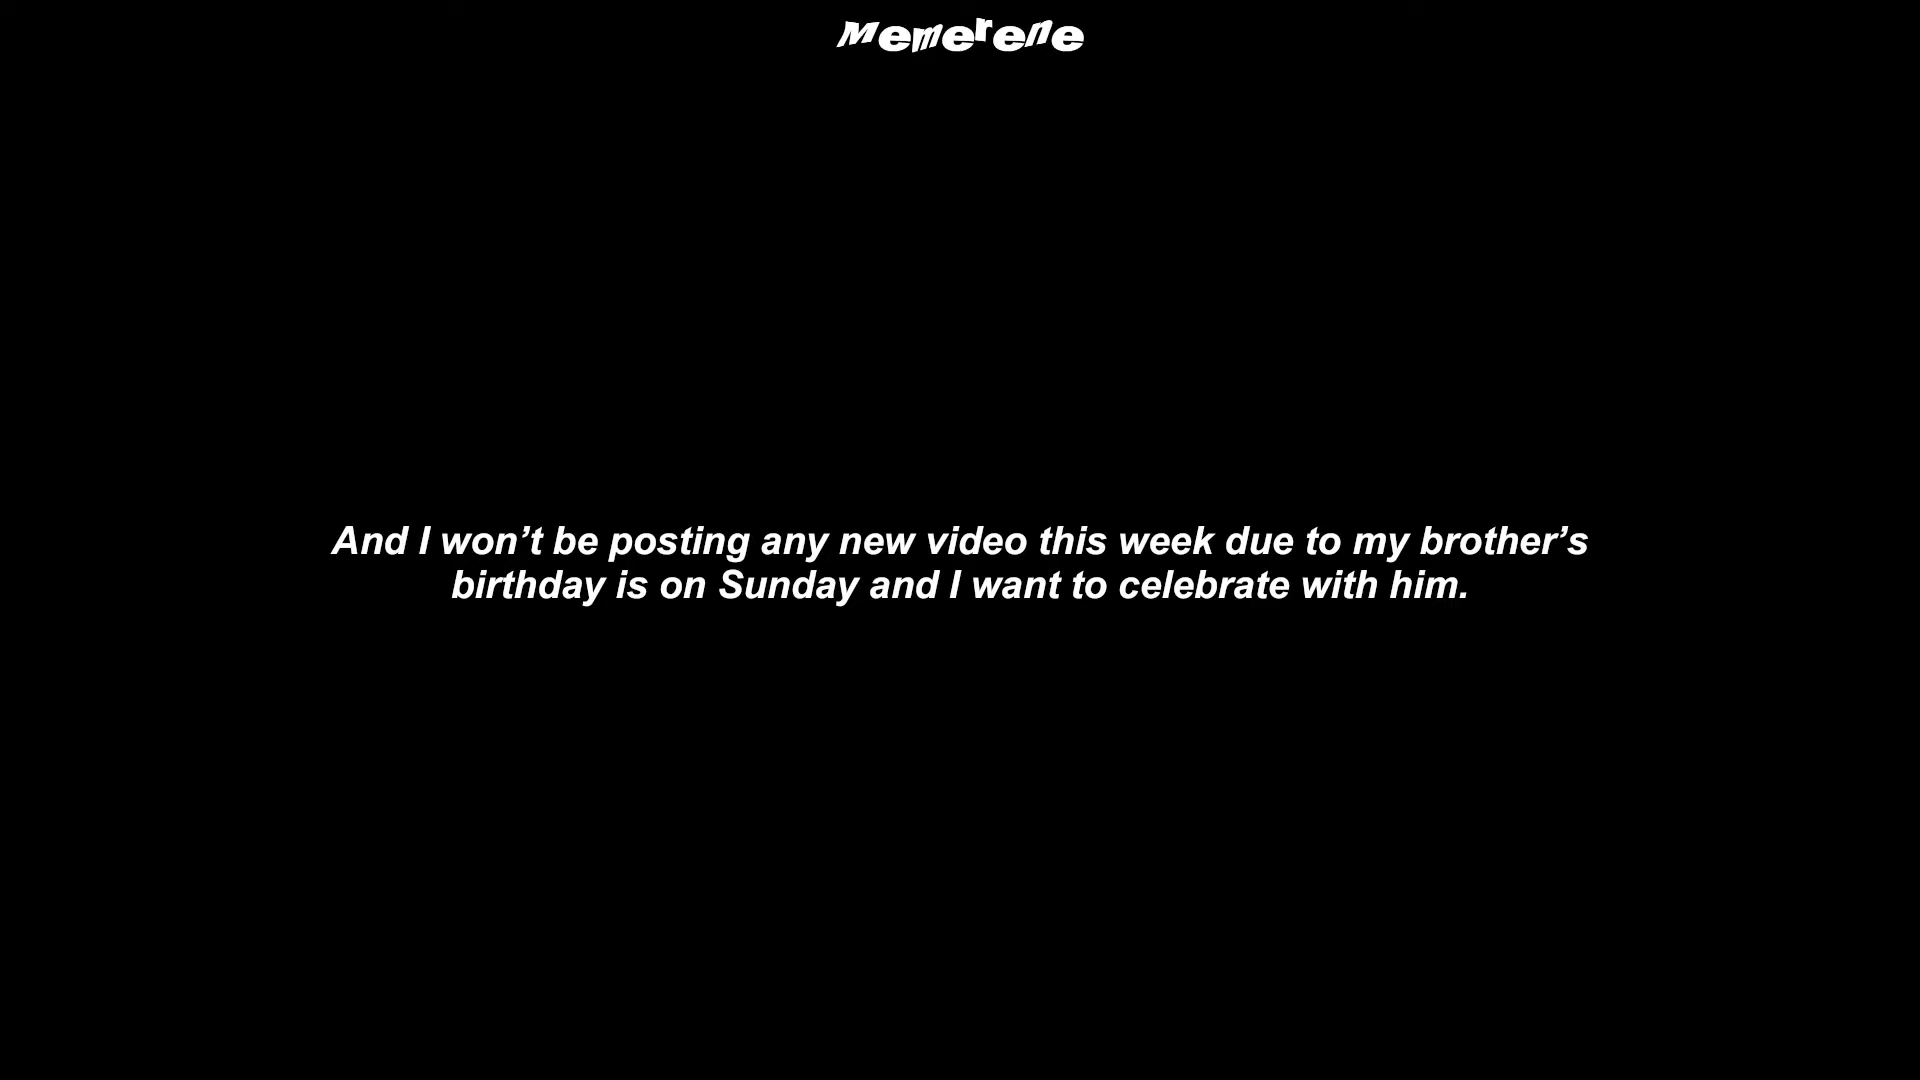 Memerene
And I won’t be posting any new video this week due to my brother’s
birthday is on Sunday and I want to celebrate with him.